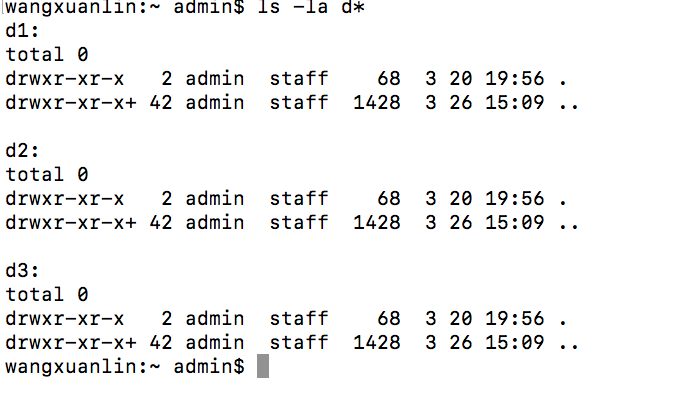 wangxuanlin:~ admin$ ls -la d*
d1:
total 0
drwxr-xr-x   2 admin  staff    68  3 20 19:56 .
drwxr-xr-x+ 42 admin  staff  1428  3 26 15:09 ..

d2:
total 0
drwxr-xr-x   2 admin  staff    68  3 20 19:56 .
drwxr-xr-x+ 42 admin  staff  1428  3 26 15:09 ..

d3:
total 0
drwxr-xr-x   2 admin  staff    68  3 20 19:56 .
drwxr-xr-x+ 42 admin  staff  1428  3 26 15:09 ..
wangxuanlin:~ admin$